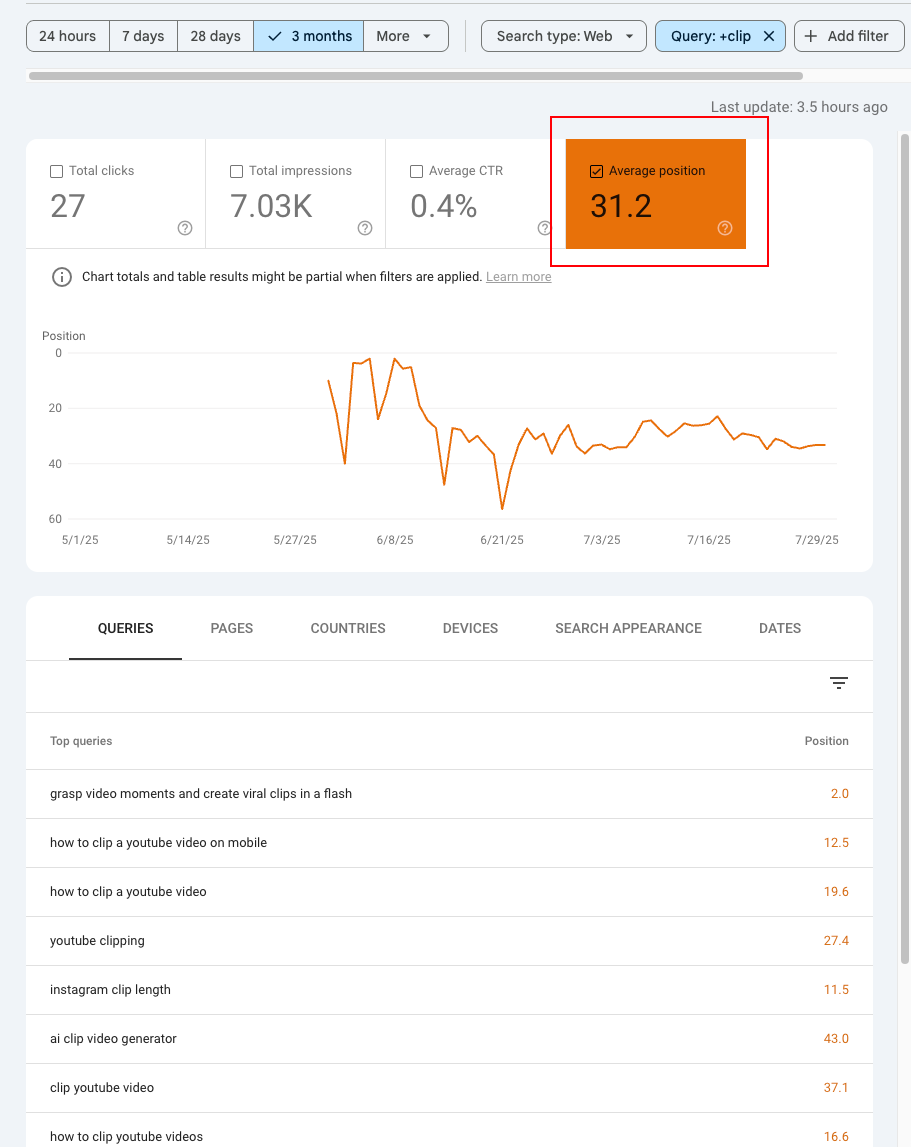 24 hours 7 days 28 days 3 months More Search type: Web Query: +clip Add filter
Last update: 3.5 hours ago
Total clicks Total impressions Average CTR Average position
27 7.03K 0.4% 31.2
Chart totals and table results might be partial when filters are applied. Learn more
Position
0
20
40
60
5/1/25 5/14/25 5/27/25 6/8/25 6/21/25 7/3/25 7/16/25 7/29/25
QUERIES PAGES COUNTRIES DEVICES SEARCH APPEARANCE DATES
Top queries Position
grasp video moments and create viral clips in a flash 2.0
how to clip a youtube video on mobile 12.5
how to clip a youtube video 19.6
youtube clipping 27.4
instagram clip length 11.5
ai clip video generator 43.0
clip youtube video 37.1
how to clip youtube videos 16.6